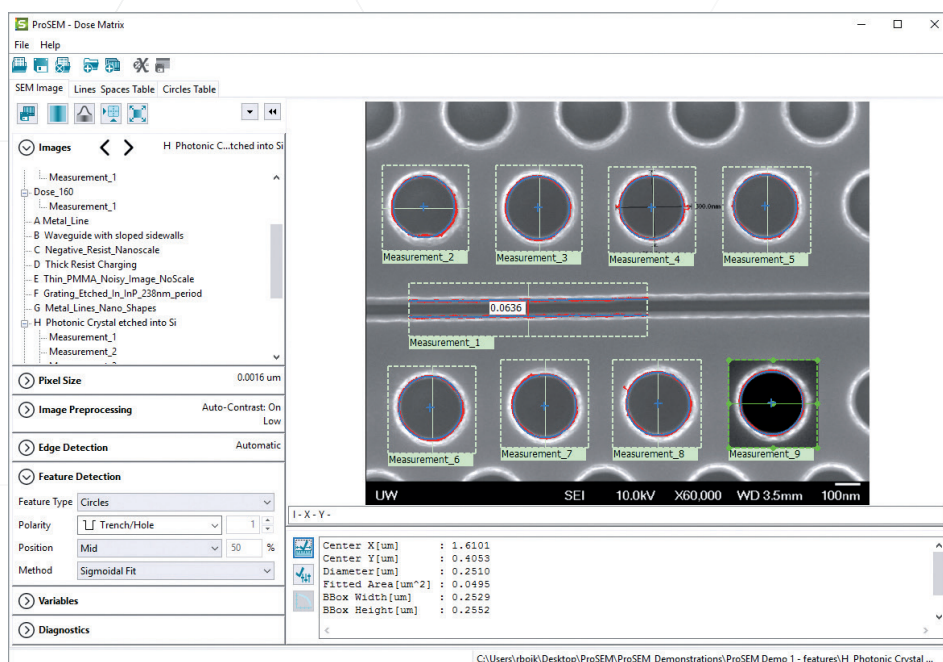 ProSEM - Dose Matrix
File Help
SEM Image Lines Spaces Table Circles Table
Images H Photonic C...tched into Si
Measurement_1
Dose_160
Measurement_1
A Metal_Line
B Waveguide with sloped sidewalls
C Negative_Resist_Nanoscale
D Thick Resist Charging
E Thin_PMMA_Noisy_Image_NoScale
F Grating_Etched_In_InP_238nm_period
G Metal_Lines_Nano_Shapes
H Photonic Crystal etched into Si
Measurement_1
Measurement_2
Pixel Size 0.0016 um
Image Preprocessing Auto-Contrast: On
Low
Edge Detection Automatic
Feature Detection
Feature Type Circles
Polarity Trench/Hole 1
Position Mid 50 %
Method Sigmoidal Fit
Variables
Diagnostics
300.0nm
Measurement_2 Measurement_3 Measurement_4 Measurement_5
0.0636
Measurement_1
Measurement_6 Measurement_7 Measurement_8 Measurement_9
UW SEI 10.0kV X60,000 WD 3.5mm 100nm
I - X - Y -
Center X[um] : 1.6101
Center Y[um] : 0.4053
Diameter[um] : 0.2510
Fitted Area[um^2] : 0.0495
BBox Width[um] : 0.2529
BBox Height[um] : 0.2552
C:\Users\rbojk\Desktop\ProSEM\ProSEM Demonstrations\ProSEM Demo 1 - features\H Photonic Crystal ...